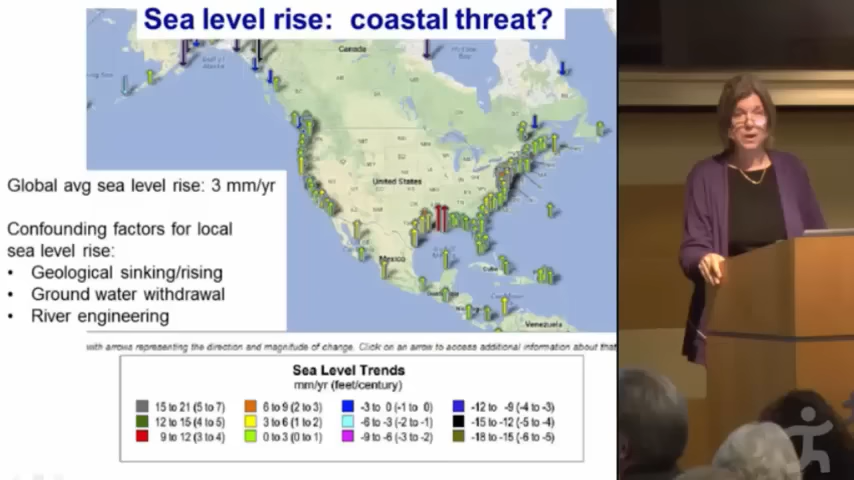 Sea level rise: coastal threat?
Canada
Gulf of
Alaska
Hudson
Bay
United States
Mexico
Cuba
Venezuela
Global avg sea level rise: 3 mm/yr
Confounding factors for local
sea level rise:
• Geological sinking/rising
• Ground water withdrawal
• River engineering
with arrows representing the direction and magnitude of change. Click on an arrow to access additional information about that
Sea Level Trends
mm/yr (feet/century)
15 to 21 (5 to 7) 6 to 9 (2 to 3) -3 to 0 (-1 to 0) -12 to -9 (-4 to -3)
12 to 15 (4 to 5) 3 to 6 (1 to 2) -6 to -3 (-2 to -1) -15 to -12 (-5 to -4)
9 to 12 (3 to 4) 0 to 3 (0 to 1) -9 to -6 (-3 to -2) -18 to -15 (-6 to -5)